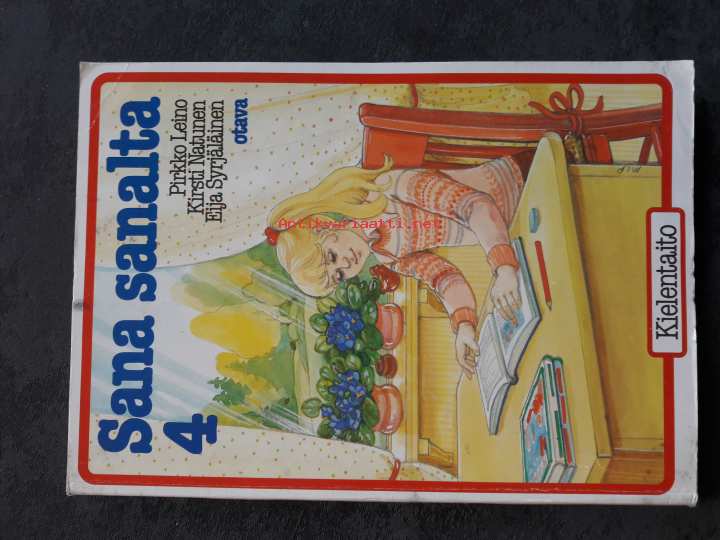 Sana sanalta
4
Pirkko Leino
Kirsti Natunen
Eija Syrjäläinen
otava
Kielentaito
Antikvariaatti.net